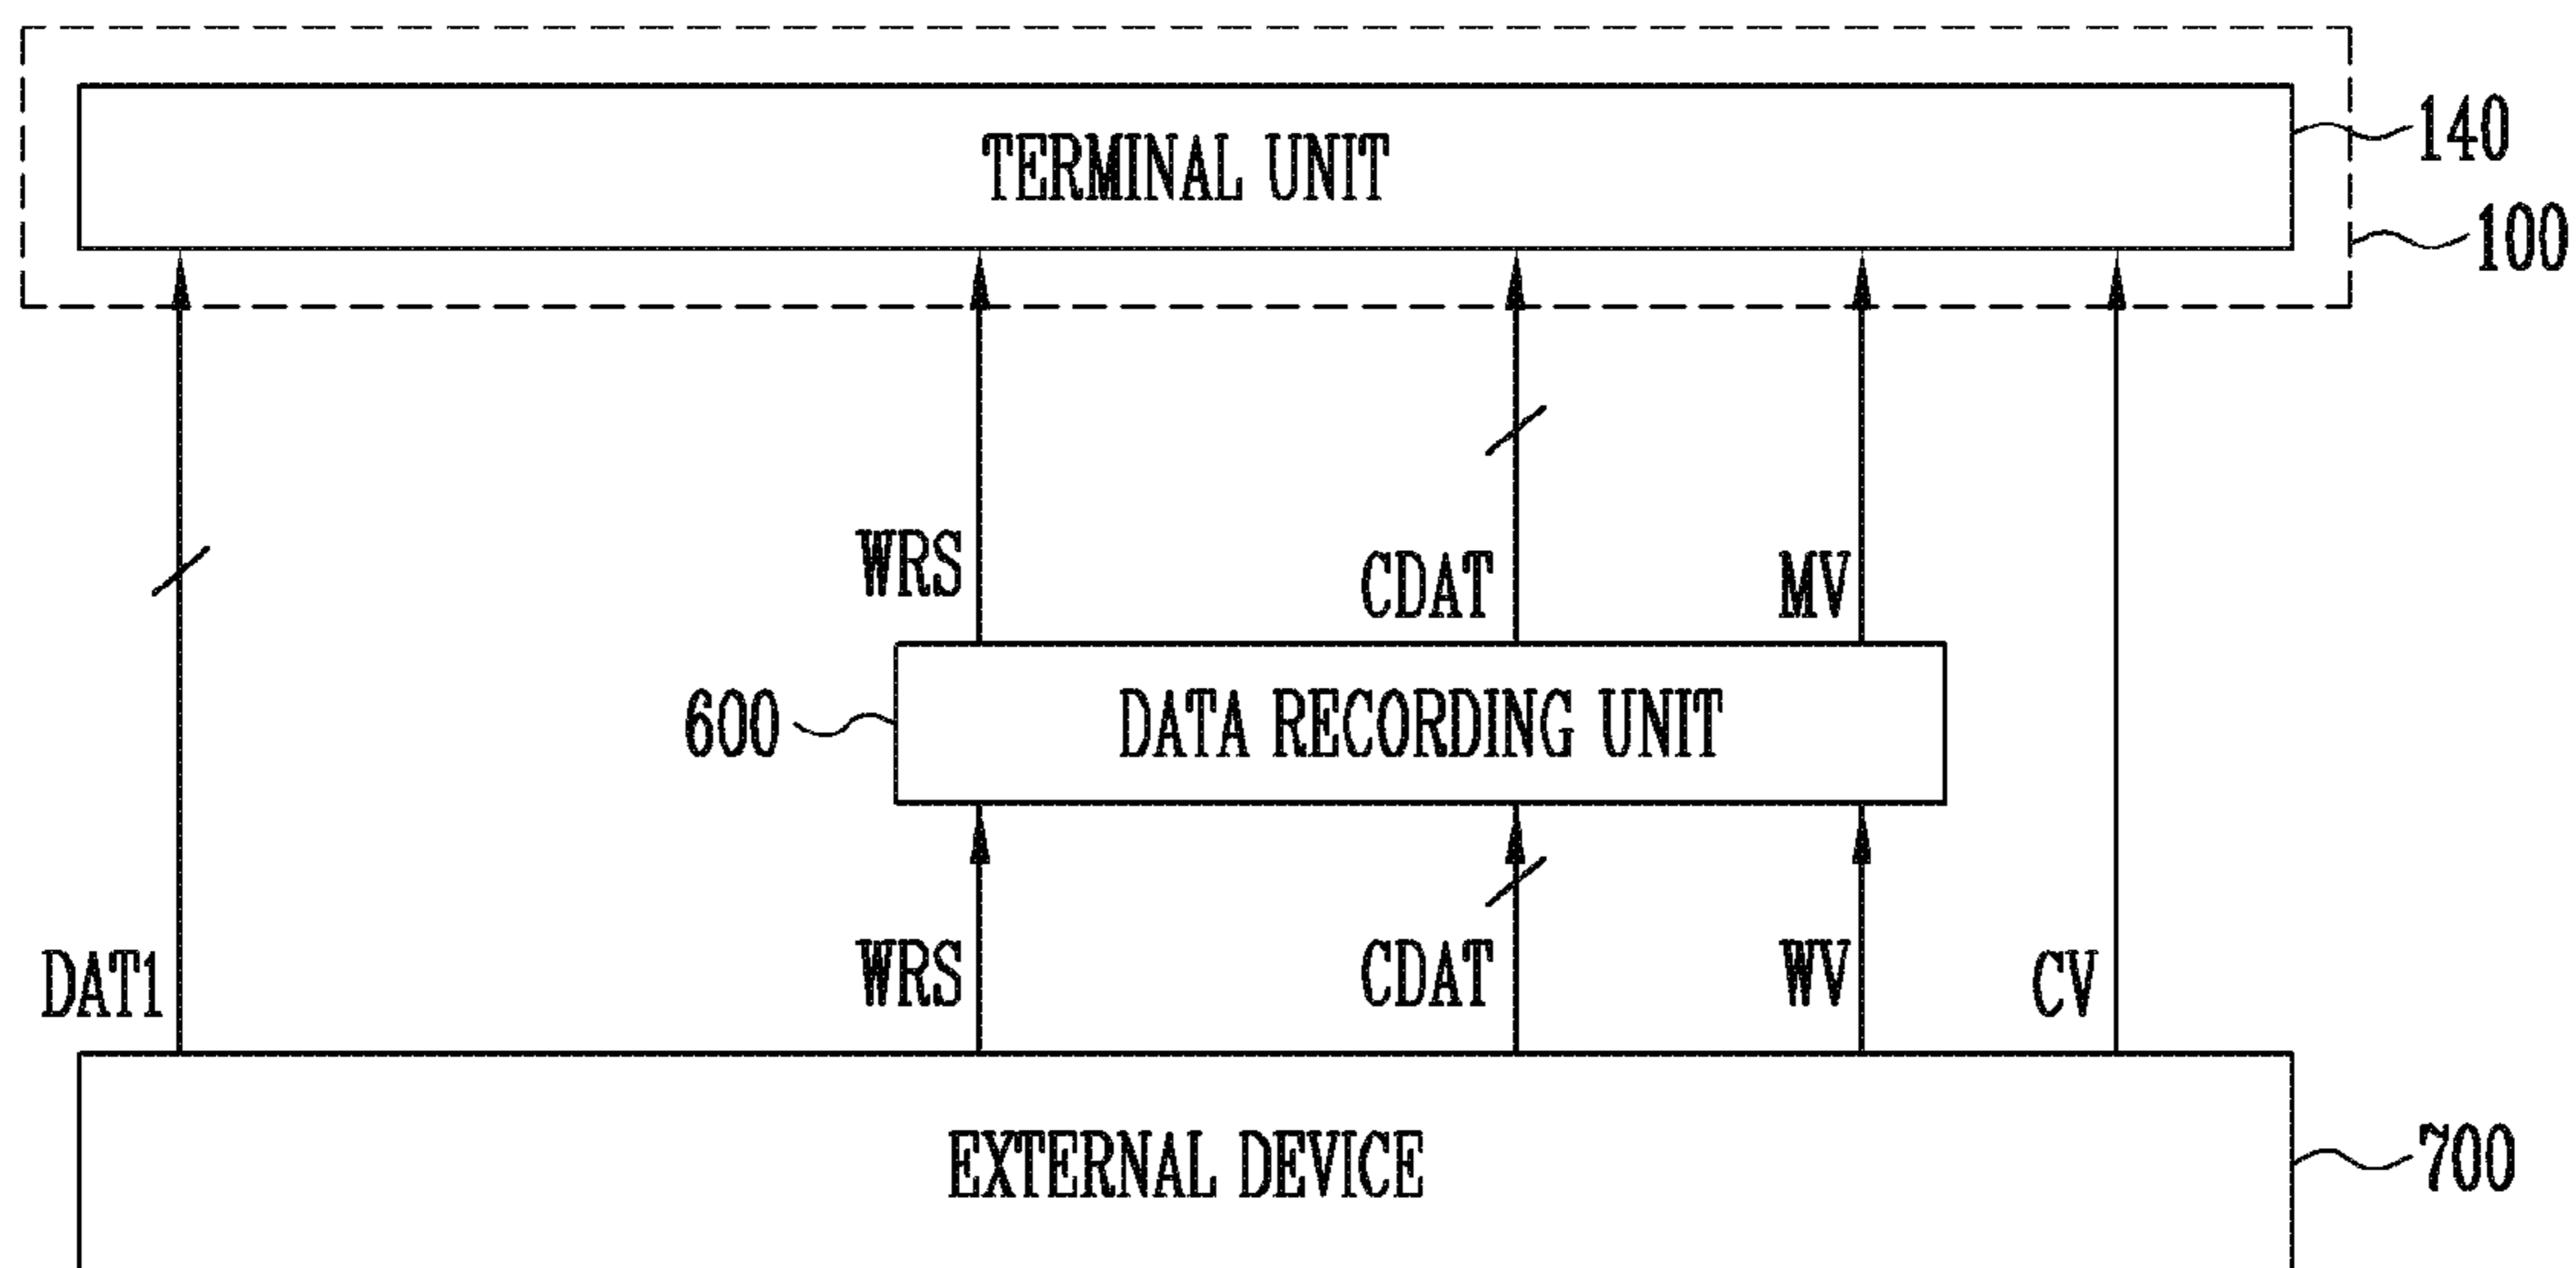 TERMINAL UNIT
140
100
WRS
CDAT
MV
600
DATA RECORDING UNIT
DAT1
WRS
CDAT
WV
CV
EXTERNAL DEVICE
700